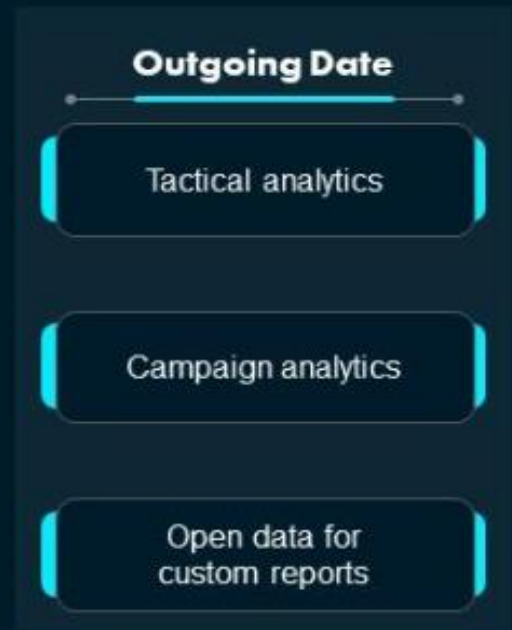 Outgoing Date
Tactical analytics
Campaign analytics
Open data for
custom reports